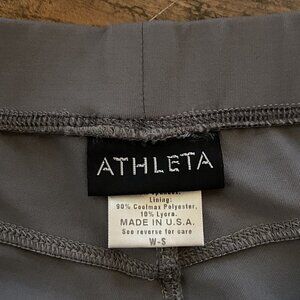 ATHLETA
Lining:
90% Coolmax Polyester,
10% Lycra.
MADE IN U.S.A.
See reverse for care
W-S